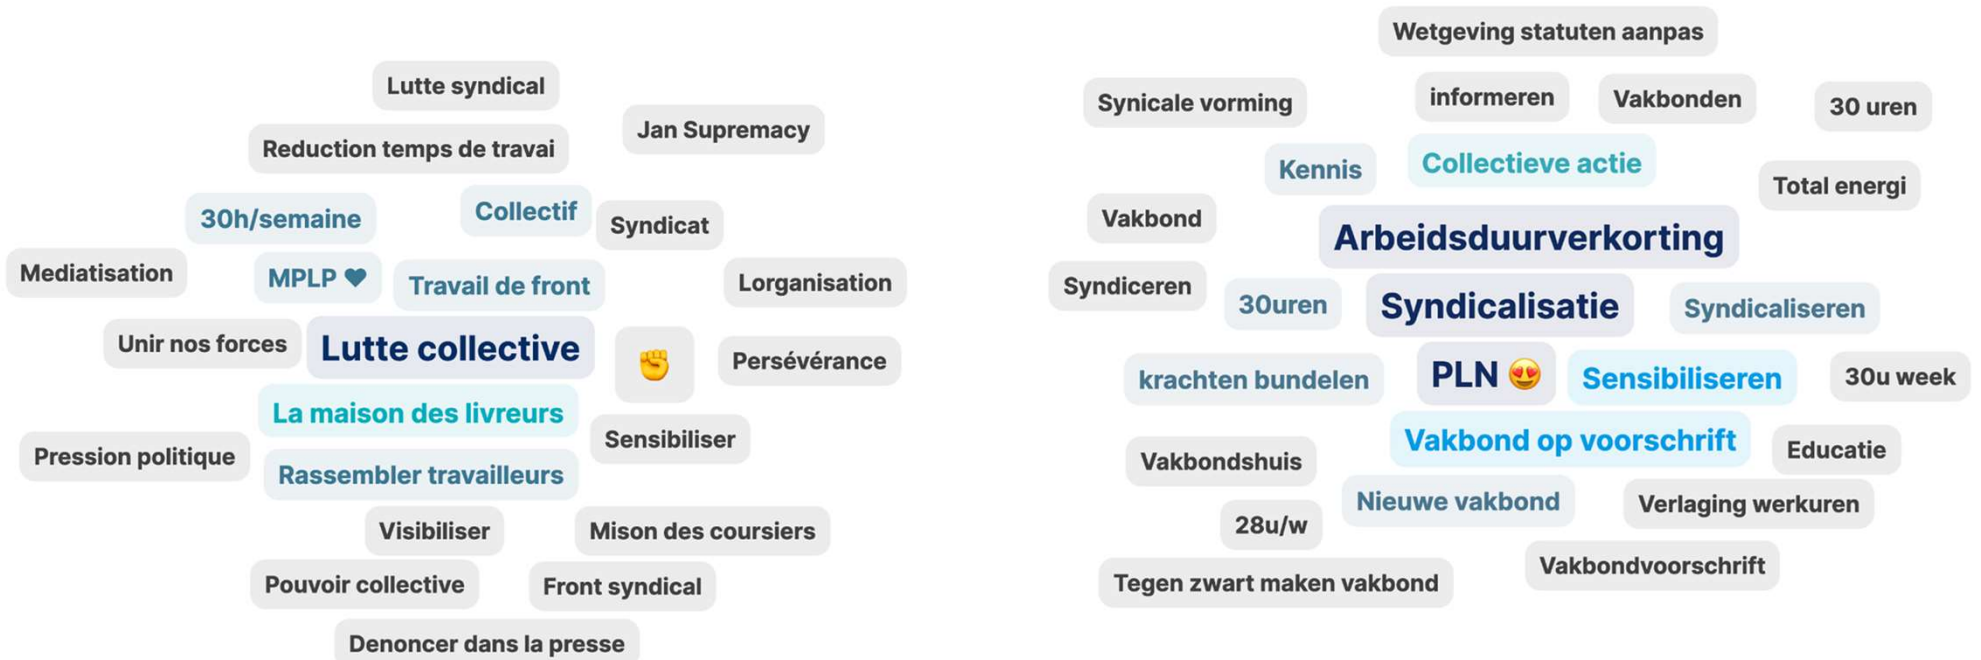 Lutte syndical
Jan Supremacy
Reduction temps de travai
30h/semaine
Collectif
Syndicat
Mediatisation
MPLP ♥
Travail de front
Lorganisation
Unir nos forces
Lutte collective
✊
Persévérance
La maison des livreurs
Sensibiliser
Pression politique
Rassembler travailleurs
Visibiliser
Mison des coursiers
Pouvoir collective
Front syndical
Denoncer dans la presse
Wetgeving statuten aanpas
Synicale vorming
informeren
Vakbonden
30 uren
Kennis
Collectieve actie
Total energi
Vakbond
Arbeidsduurverkorting
Syndiceren
30uren
Syndicalisatie
Syndicaliseren
krachten bundelen
PLN 😍
Sensibiliseren
30u week
Vakbondshuis
Vakbond op voorschrift
Educatie
28u/w
Nieuwe vakbond
Verlaging werkuren
Tegen zwart maken vakbond
Vakbondvoorschrift